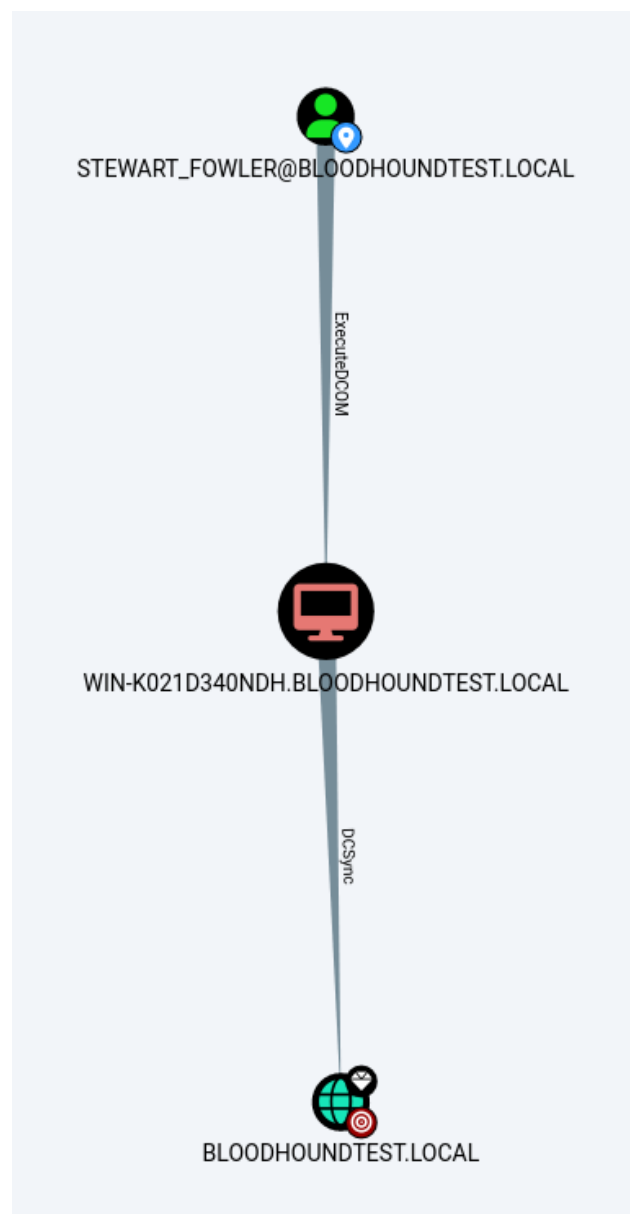 STEWART_FOWLER@BLOODHOUNDTEST.LOCAL
ExecuteDCOM
WIN-K021D340NDH.BLOODHOUNDTEST.LOCAL
DCSync
BLOODHOUNDTEST.LOCAL